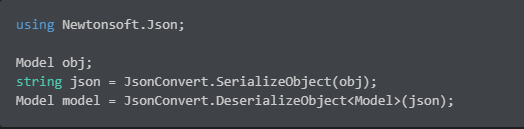 using Newtonsoft.Json;
Model obj;
string json = JsonConvert.SerializeObject(obj);
Model model = JsonConvert.DeserializeObject<Model>(json);